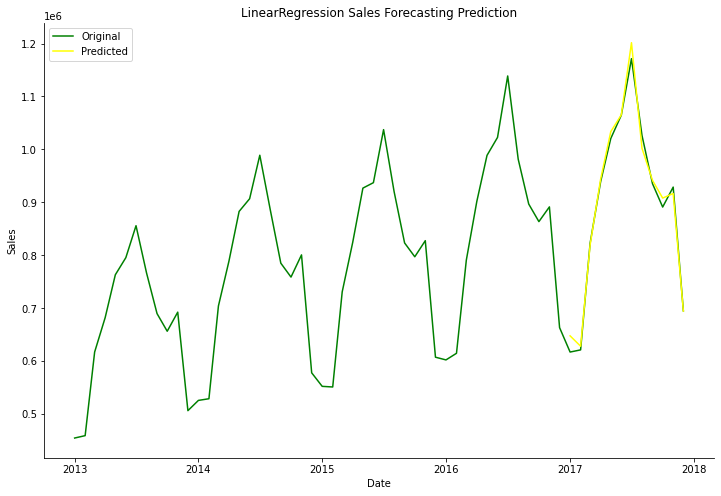 LinearRegression Sales Forecasting Prediction
1e6
Original
Predicted
1.2
1.1
1.0
0.9
0.8
0.7
0.6
0.5
Sales
2013 2014 2015 2016 2017 2018
Date